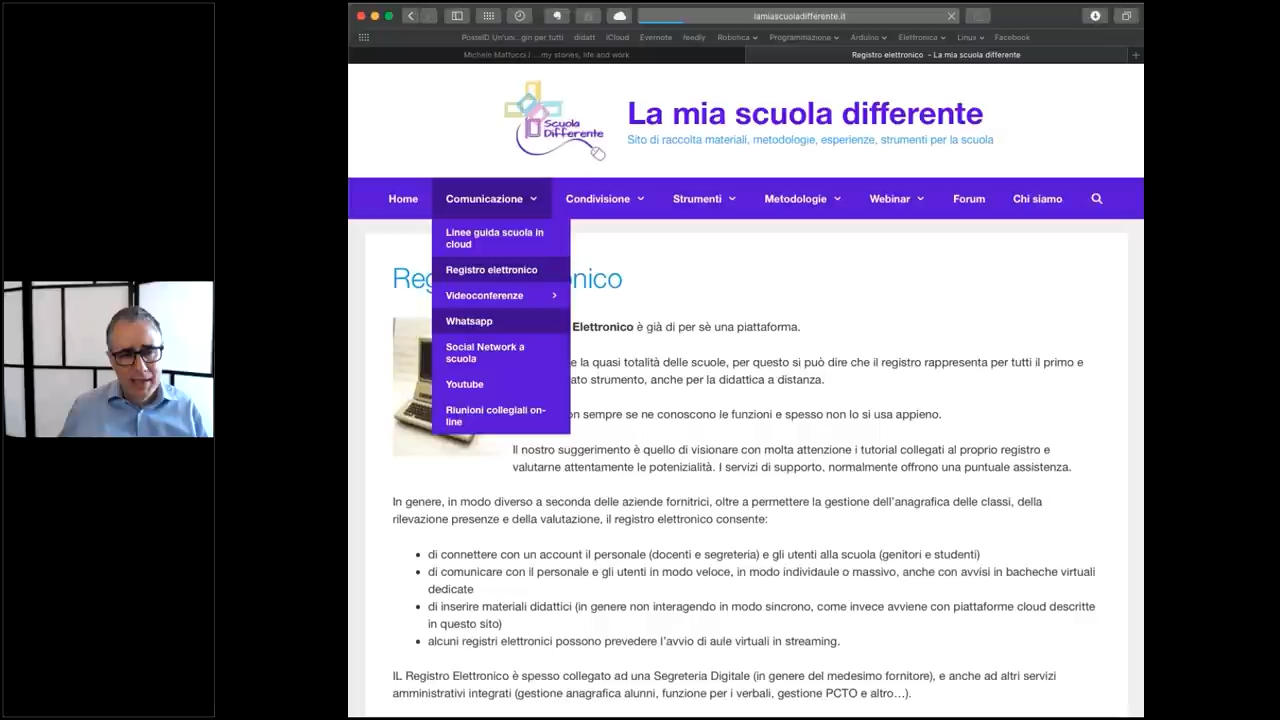 lamiascuoladifferente.it
PosteID Un'us...gin per tutti didatt iCloud Evernote feedly Robotica Programmazione Arduino Elettronica Linux Facebook
Michele Maffucci | ...my stories, life and work
Registro elettronico - La mia scuola differente
Scuola
Differente
La mia scuola differente
Sito di raccolta materiali, metodologie, esperienze, strumenti per la scuola
Home Comunicazione Condivisione Strumenti Metodologie Webinar Forum Chi siamo
Linee guida scuola in
cloud
Registro elettronico
Videoconferenze
Whatsapp
Social Network a
scuola
Youtube
Riunioni collegiali on-
line
Reg nico
Elettronico è già di per sè una piattaforma.
e la quasi totalità delle scuole, per questo si può dire che il registro rappresenta per tutti il primo e
ato strumento, anche per la didattica a distanza.
on sempre se ne conoscono le funzioni e spesso non lo si usa appieno.
Il nostro suggerimento è quello di visionare con molta attenzione i tutorial collegati al proprio registro e
valutarne attentamente le potenizialità. I servizi di supporto, normalmente offrono una puntuale assistenza.
In genere, in modo diverso a seconda delle aziende fornitrici, oltre a permettere la gestione dell'anagrafica delle classi, della
rilevazione presenze e della valutazione, il registro elettronico consente:
• di connettere con un account il personale (docenti e segreteria) e gli utenti alla scuola (genitori e studenti)
• di comunicare con il personale e gli utenti in modo veloce, in modo individaule o massivo, anche con avvisi in bacheche virtuali
dedicate
• di inserire materiali didattici (in genere non interagendo in modo sincrono, come invece avviene con piattaforme cloud descritte
in questo sito)
• alcuni registri elettronici possono prevedere l'avvio di aule virtuali in streaming.
IL Registro Elettronico è spesso collegato ad una Segreteria Digitale (in genere del medesimo fornitore), e anche ad altri servizi
amministrativi integrati (gestione anagrafica alunni, funzione per i verbali, gestione PCTO e altro…).